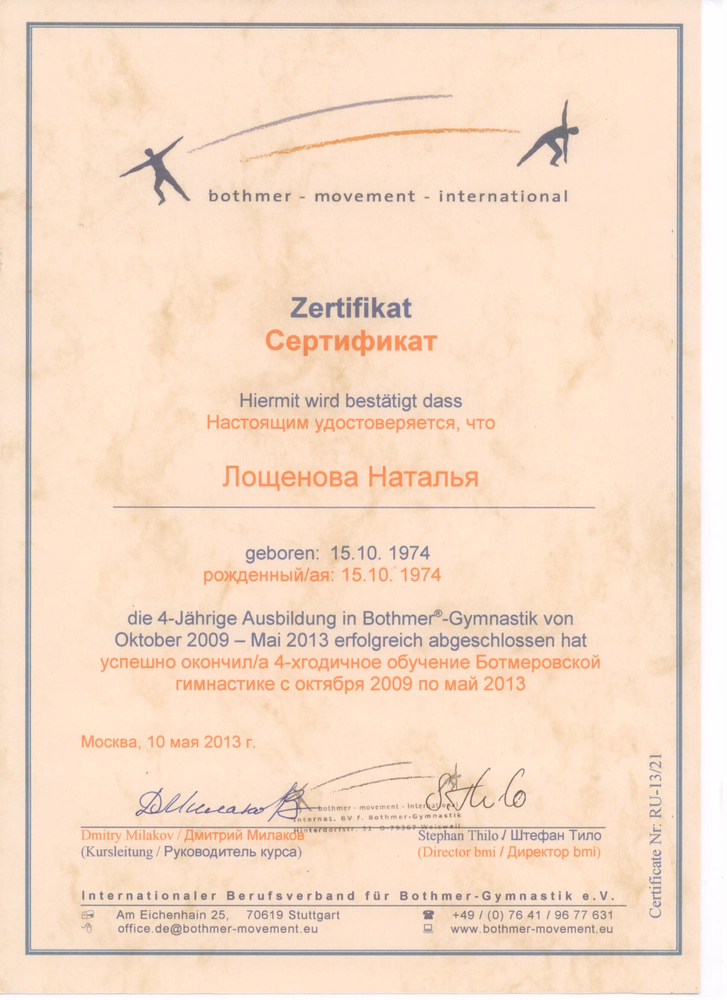 bothmer - movement - international
Zertifikat
Сертификат
Hiermit wird bestätigt dass
Настоящим удостоверяется, что
Лощенова Наталья
geboren: 15.10. 1974
рожденный/ая: 15.10. 1974
die 4-Jährige Ausbildung in Bothmer®-Gymnastik von
Oktober 2009 – Mai 2013 erfolgreich abgeschlossen hat
успешно окончил/а 4-хгодичное обучение Ботмеровской
гимнастике с октября 2009 по май 2013
Москва, 10 мая 2013 г.
ДМилаков
S. Thilo
bothmer - movement - international
Internat. BV f. Bothmer-Gymnastik
Hinterdorfstr. 31 D-79367 Weisweil
Dmitry Milakov / Дмитрий Милаков
Stephan Thilo / Штефан Тило
(Kursleitung / Руководитель курса)
(Director bmi / Директор bmi)
Internationaler Berufsverband für Bothmer-Gymnastik e.V.
Am Eichenhain 25, 70619 Stuttgart
+49 / (0) 76 41 / 96 77 631
office.de@bothmer-movement.eu
www.bothmer-movement.eu
Certificate Nr: RU-13/21